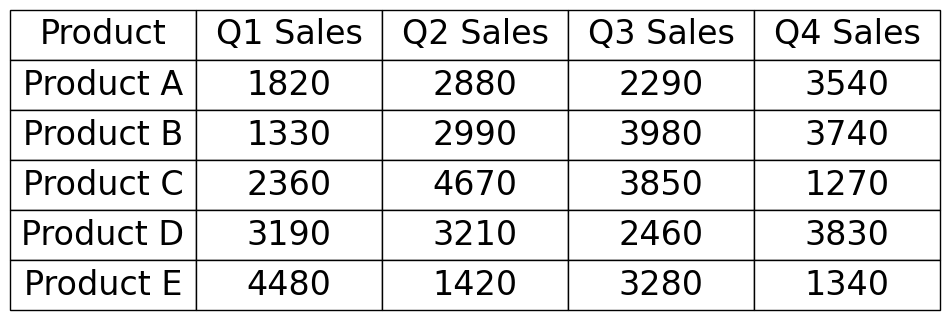 Product Q1 Sales Q2 Sales Q3 Sales Q4 Sales
Product A 1820 2880 2290 3540
Product B 1330 2990 3980 3740
Product C 2360 4670 3850 1270
Product D 3190 3210 2460 3830
Product E 4480 1420 3280 1340